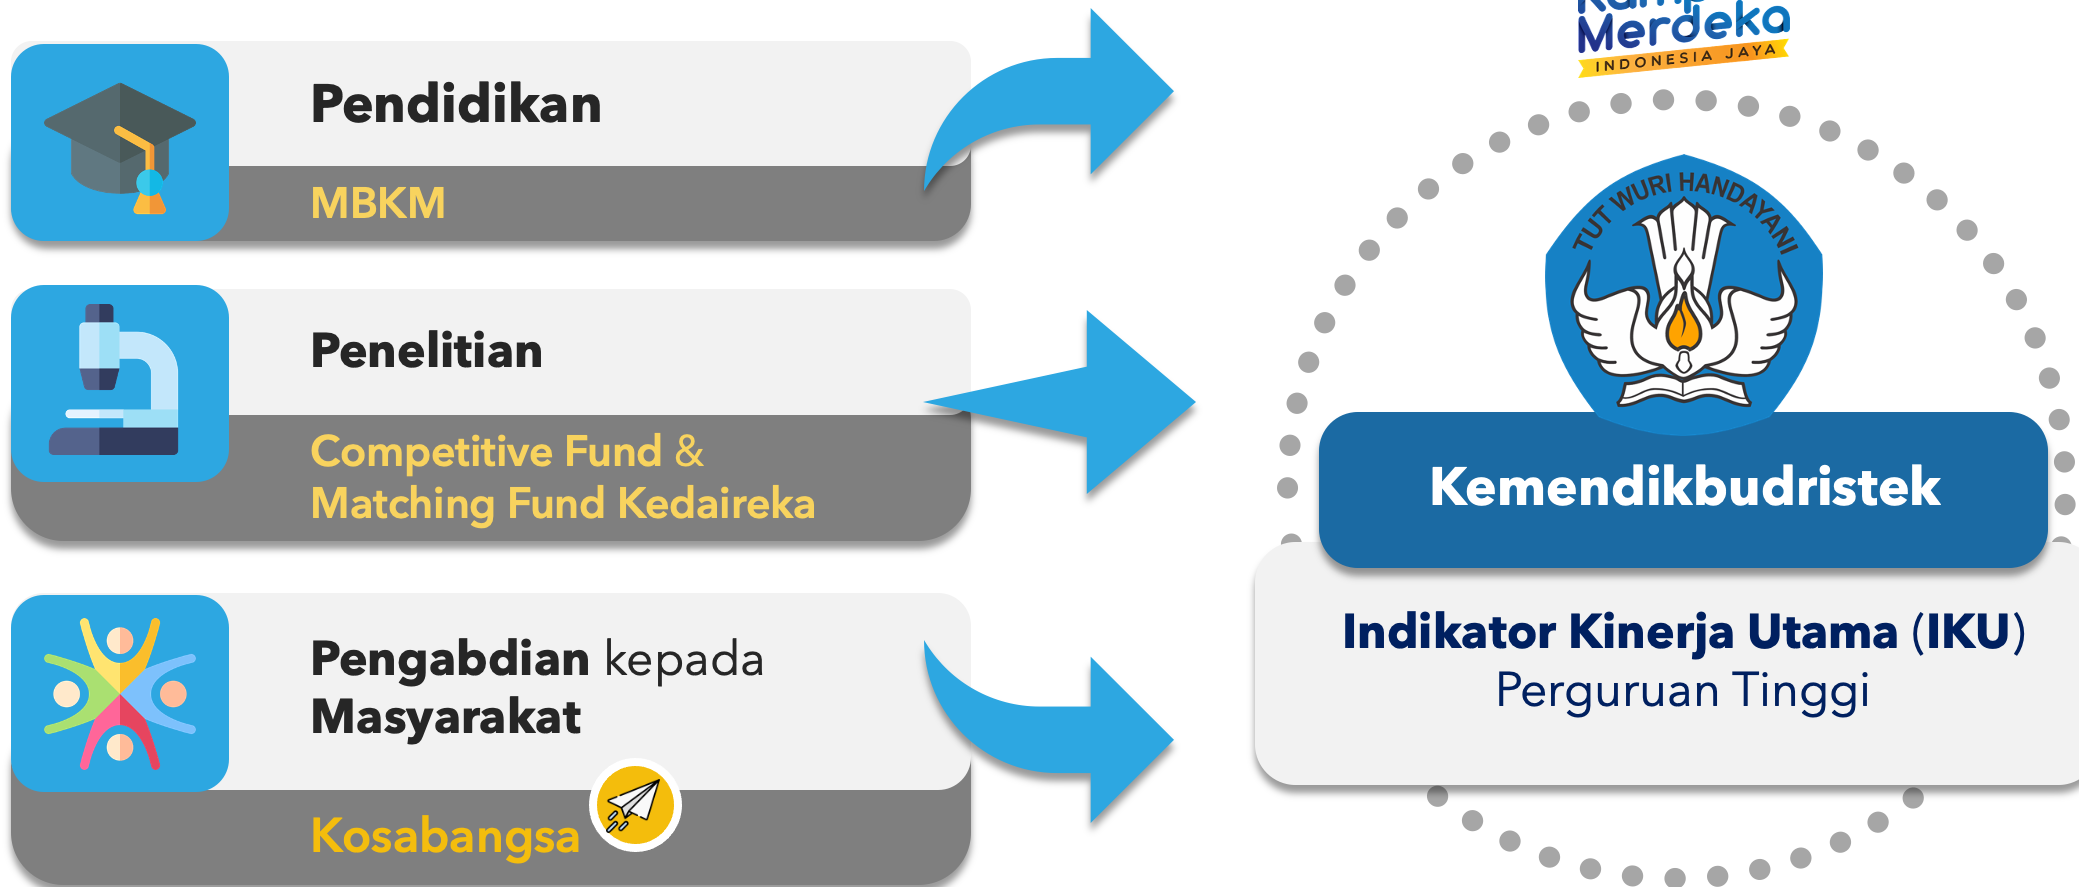 Pendidikan
MBKM
Penelitian
Competitive Fund &
Matching Fund Kedaireka
Pengabdian kepada
Masyarakat
Kosabangsa
Merdeka
INDONESIA JAYA
TUT WURI HANDAYANI
Kemendikbudristek
Indikator Kinerja Utama (IKU)
Perguruan Tinggi